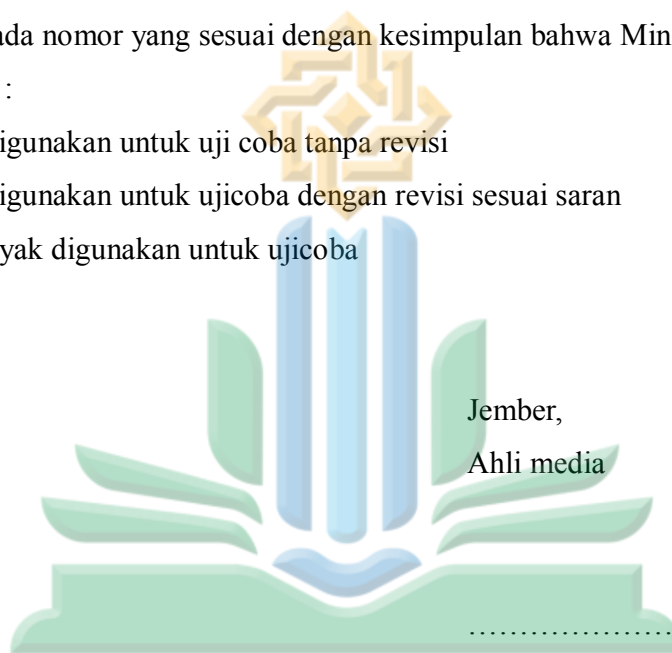 ada nomor yang sesuai dengan kesimpulan bahwa Min
:
igunakan untuk uji coba tanpa revisi
igunakan untuk ujicoba dengan revisi sesuai saran
yak digunakan untuk ujicoba
Jember,
Ahli media
…………………